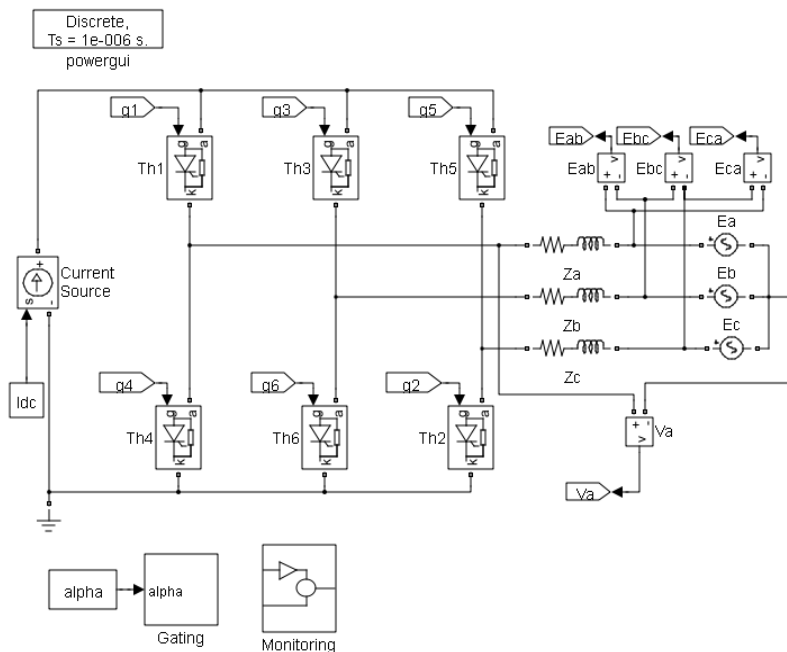 Discrete,
Ts = 1e-006 s.
powergui
g1
g3
g5
g a
k
Th1
g a
k
Th3
g a
k
Th5
Eab
Ebc
Eca
+ v -
Eab
+ v -
Ebc
+ v -
Eca
+
s -
Current
Source
Idc
Ea
Za
Eb
Zb
Ec
Zc
g4
g6
g2
g a
k
Th4
g a
k
Th6
g a
k
Th2
+ -
v
Va
Va
alpha
alpha
Gating
Monitoring